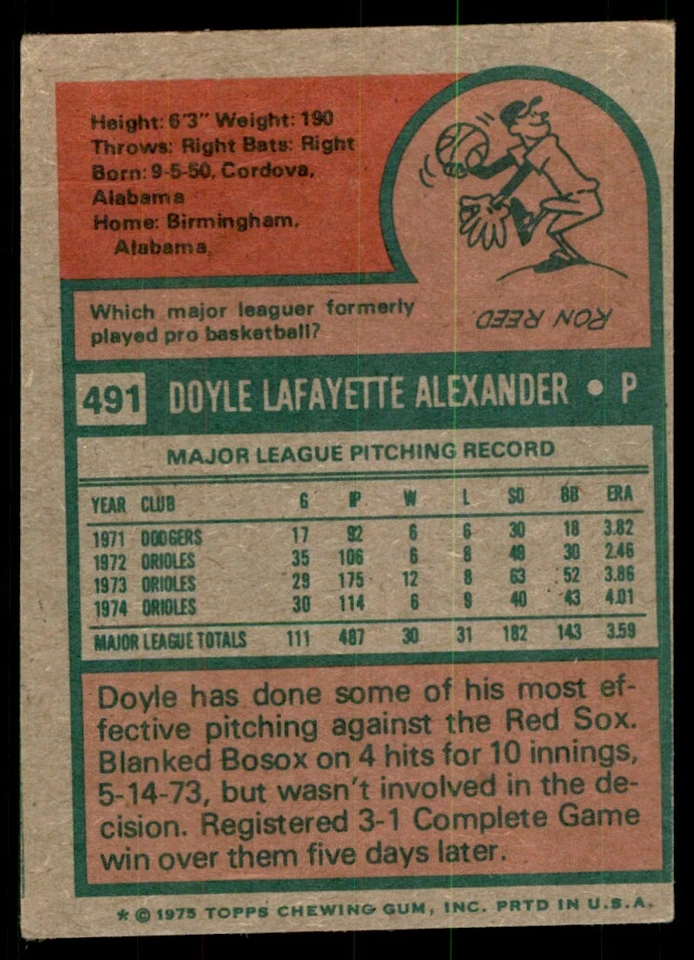 Height: 6'3" Weight: 190
Throws: Right Bats: Right
Born: 9-5-50, Cordova,
Alabama
Home: Birmingham,
Alabama
Which major leaguer formerly
played pro basketball?
RON REED
491 DOYLE LAFAYETTE ALEXANDER • P
MAJOR LEAGUE PITCHING RECORD
YEAR CLUB G IP W L SO BB ERA
1971 DODGERS 17 92 6 6 30 18 3.82
1972 ORIOLES 35 106 6 8 49 30 2.46
1973 ORIOLES 29 175 12 8 63 52 3.86
1974 ORIOLES 30 114 6 9 40 43 4.01
MAJOR LEAGUE TOTALS 111 487 30 31 182 143 3.59
Doyle has done some of his most ef-
fective pitching against the Red Sox.
Blanked Bosox on 4 hits for 10 innings,
5-14-73, but wasn't involved in the de-
cision. Registered 3-1 Complete Game
win over them five days later.
* © 1975 TOPPS CHEWING GUM, INC. PRTD IN U.S.A.